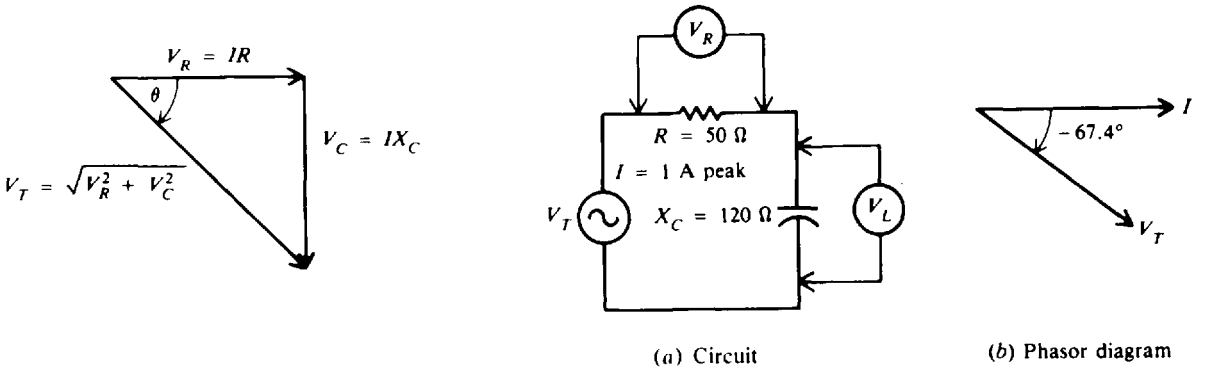 V_R = IR
θ
V_C = IX_C
V_T = √(V_R² + V_C²)
V_R
R = 50 Ω
I = 1 A peak
V_T
X_C = 120 Ω
V_L
(a) Circuit
I
−67.4°
V_T
(b) Phasor diagram